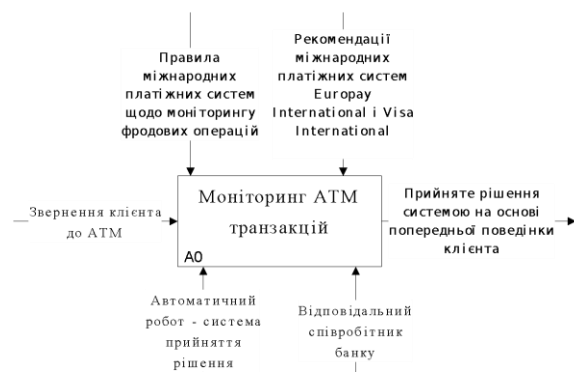 Правила
міжнародних
платіжних систем
щодо моніторингу
фродових операцій
Рекомендації
міжнародних
платіжних систем
Europay
International і Visa
International
Звернення клієнта
до АТМ
Моніторинг АТМ
транзакцій
А0
Прийняте рішення
системою на основі
попередньої поведінки
клієнта
Автоматичний
робот - система
прийняття
рішення
Відповідальний
співробітник
банку